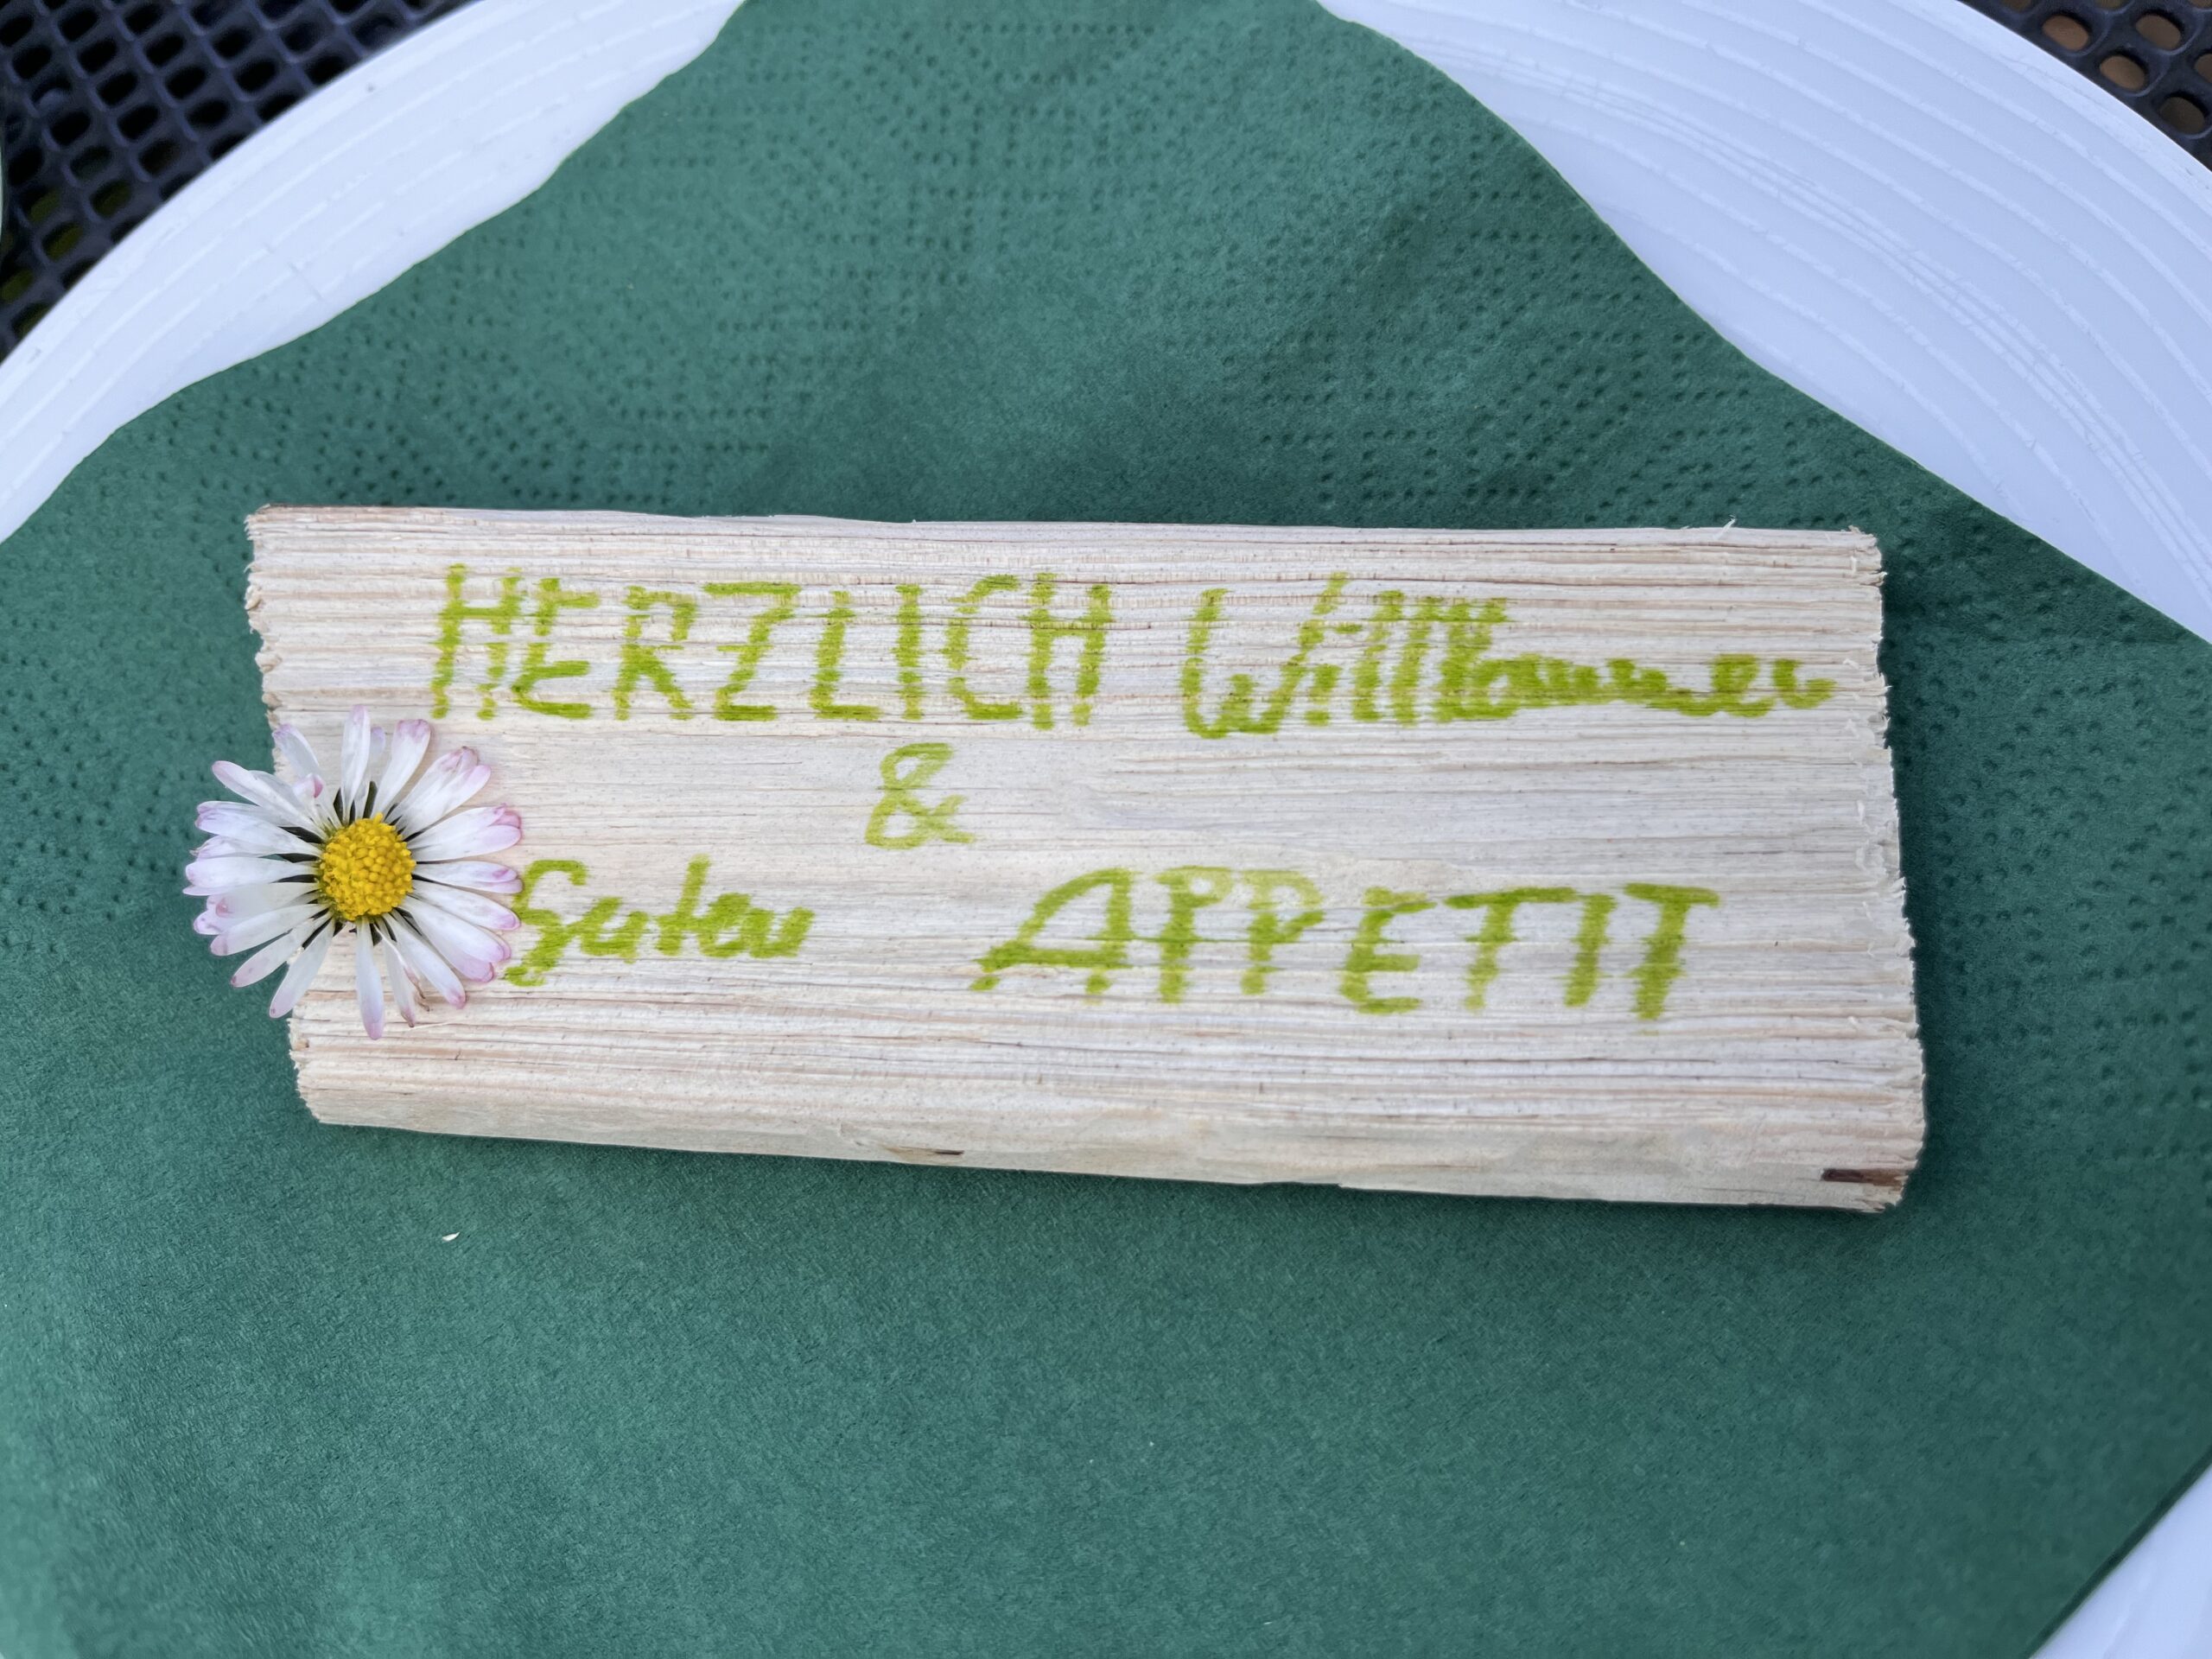 HERZLICH Willkommen
&
Guten APPETIT